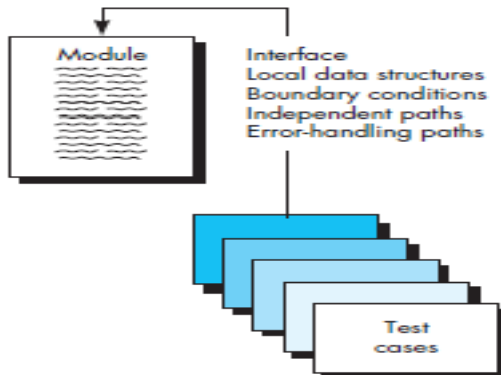 Module
Interface
Local data structures
Boundary conditions
Independent paths
Error-handling paths
Test
cases